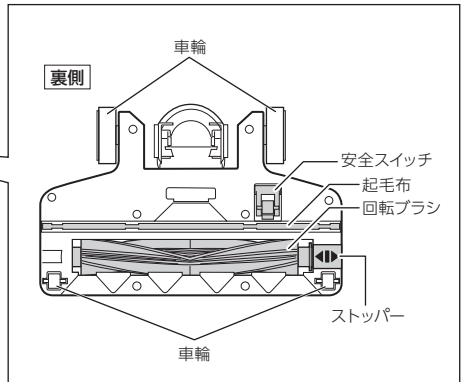 車輪
裏側
安全スイッチ
起毛布
回転ブラシ
ストッパー
車輪